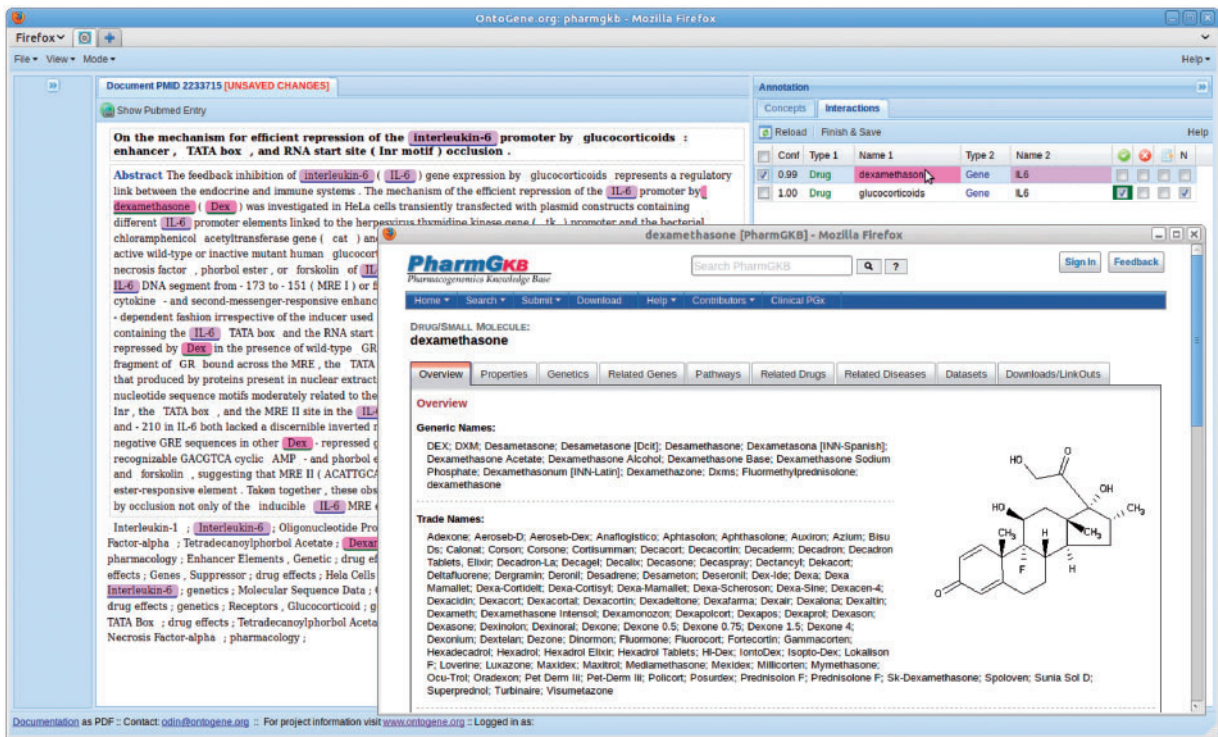 OntoGene.org: pharmgkb - Mozilla Firefox
Firefox
File View Mode Help
Document PMID 2233715 [UNSAVED CHANGES]
Show Pubmed Entry
On the mechanism for efficient repression of the interleukin-6 promoter by glucocorticoids :
enhancer , TATA box , and RNA start site ( Inr motif ) occlusion .
Abstract The feedback inhibition of interleukin-6 ( IL-6 ) gene expression by glucocorticoids represents a regulatory
link between the endocrine and immune systems . The mechanism of the efficient repression of the IL-6 promoter by
dexamethasone ( Dex ) was investigated in HeLa cells transiently transfected with plasmid constructs containing
different IL-6 promoter elements linked to the herpesvirus thymidine kinase gene ( tk ) promoter and the bacterial
chloramphenicol acetyltransferase gene ( cat ) and
active wild-type or inactive mutant human glucocor
necrosis factor , phorbol ester , or forskolin of IL
IL-6 DNA segment from - 173 to - 151 ( MRE I ) or f
cytokine - and second-messenger-responsive enhanc
- dependent fashion irrespective of the inducer used
containing the IL-6 TATA box and the RNA start
repressed by Dex in the presence of wild-type GR
fragment of GR bound across the MRE , the TATA
that produced by proteins present in nuclear extract
nucleotide sequence motifs moderately related to the
Inr , the TATA box , and the MRE II site in the IL-
and - 210 in IL-6 both lacked a discernible inverted r
negative GRE sequences in other Dex - repressed g
recognizable GACGTCA cyclic AMP - and phorbol e
and forskolin , suggesting that MRE II ( ACATTGCA
ester-responsive element . Taken together , these obs
by occlusion not only of the inducible IL-6 MRE
Interleukin-1 ; Interleukin-6 ; Oligonucleotide Pro
Factor-alpha ; Tetradecanoylphorbol Acetate ; Dexa
pharmacology ; Enhancer Elements , Genetic ; drug ef
effects ; Genes , Suppressor ; drug effects ; Hela Cells
Interleukin-6 ; genetics ; Molecular Sequence Data ;
drug effects ; genetics ; Receptors , Glucocorticoid ; g
TATA Box ; drug effects ; Tetradecanoylphorbol Aceta
Necrosis Factor-alpha ; pharmacology ;
Annotation
Concepts Interactions
Reload Finish & Save Help
Conf Type 1 Name 1 Type 2 Name 2 N
0.99 Drug dexamethason Gene IL6
1.00 Drug glucocorticoids Gene IL6
dexamethasone [PharmGKB] - Mozilla Firefox
PharmGKB
Pharmacogenomics Knowledge Base
Search PharmGKB ? Sign In Feedback
Home Search Submit Download Help Contributors Clinical PGx
DRUG/SMALL MOLECULE:
dexamethasone
Overview Properties Genetics Related Genes Pathways Related Drugs Related Diseases Datasets Downloads/LinkOuts
Overview
Generic Names:
DEX; DXM; Desametasone; Desametasone [Dcit]; Desamethasone; Dexametasona [INN-Spanish];
Dexamethasone Acetate; Dexamethasone Alcohol; Dexamethasone Base; Dexamethasone Sodium
Phosphate; Dexamethasonum [INN-Latin]; Dexamethazone; Dxms; Fluormethylprednisolone;
dexamethasone
Trade Names:
Adexone; Aeroseb-D; Aeroseb-Dex; Anaflogistico; Aphtasolon; Aphthasolone; Auxiron; Azium; Bisu
Ds; Calonat; Corson; Corsone; Cortisumman; Decacort; Decacortin; Decaderm; Decadron; Decadron
Tablets, Elixir; Decadron-La; Decagel; Decalix; Decasone; Decaspray; Dectancyl; Dekacort;
Deltafluorene; Dergramin; Deronil; Desadrene; Desameton; Deseronil; Dex-Ide; Dexa; Dexa
Mamallet; Dexa-Cortidelt; Dexa-Cortisyl; Dexa-Mamallet; Dexa-Scheroson; Dexa-Sine; Dexacen-4;
Dexacidin; Dexacort; Dexacortal; Dexacortin; Dexadeltone; Dexafarma; Dexair; Dexalona; Dexaltin;
Dexameth; Dexamethasone Intensol; Dexamonozon; Dexapolcort; Dexapos; Dexaprol; Dexason;
Dexasone; Dexinolon; Dexinoral; Dexone; Dexone 0.5; Dexone 0.75; Dexone 1.5; Dexone 4;
Dexonium; Dextelan; Dezone; Dinormon; Fluormone; Fluorocort; Fortecortin; Gammacorten;
Hexadecadrol; Hexadrol; Hexadrol Elixir; Hexadrol Tablets; Hl-Dex; IontoDex; Isopto-Dex; Lokalison
F; Loverine; Luxazone; Maxidex; Maxitrol; Mediamethasone; Mexidex; Millicorten; Mymethasone;
Ocu-Trol; Oradexon; Pet Derm Iii; Pet-Derm Iii; Policort; Posurdex; Prednisolon F; Prednisolone F; Sk-Dexamethasone; Spoloven; Sunia Sol D;
Superprednol; Turbinaire; Visumetazone
O
HO
OH
HO
CH3
CH3
CH3
H
F
H
O
Documentation as PDF :: Contact: odin@ontogene.org :: For project information visit www.ontogene.org :: Logged in as: